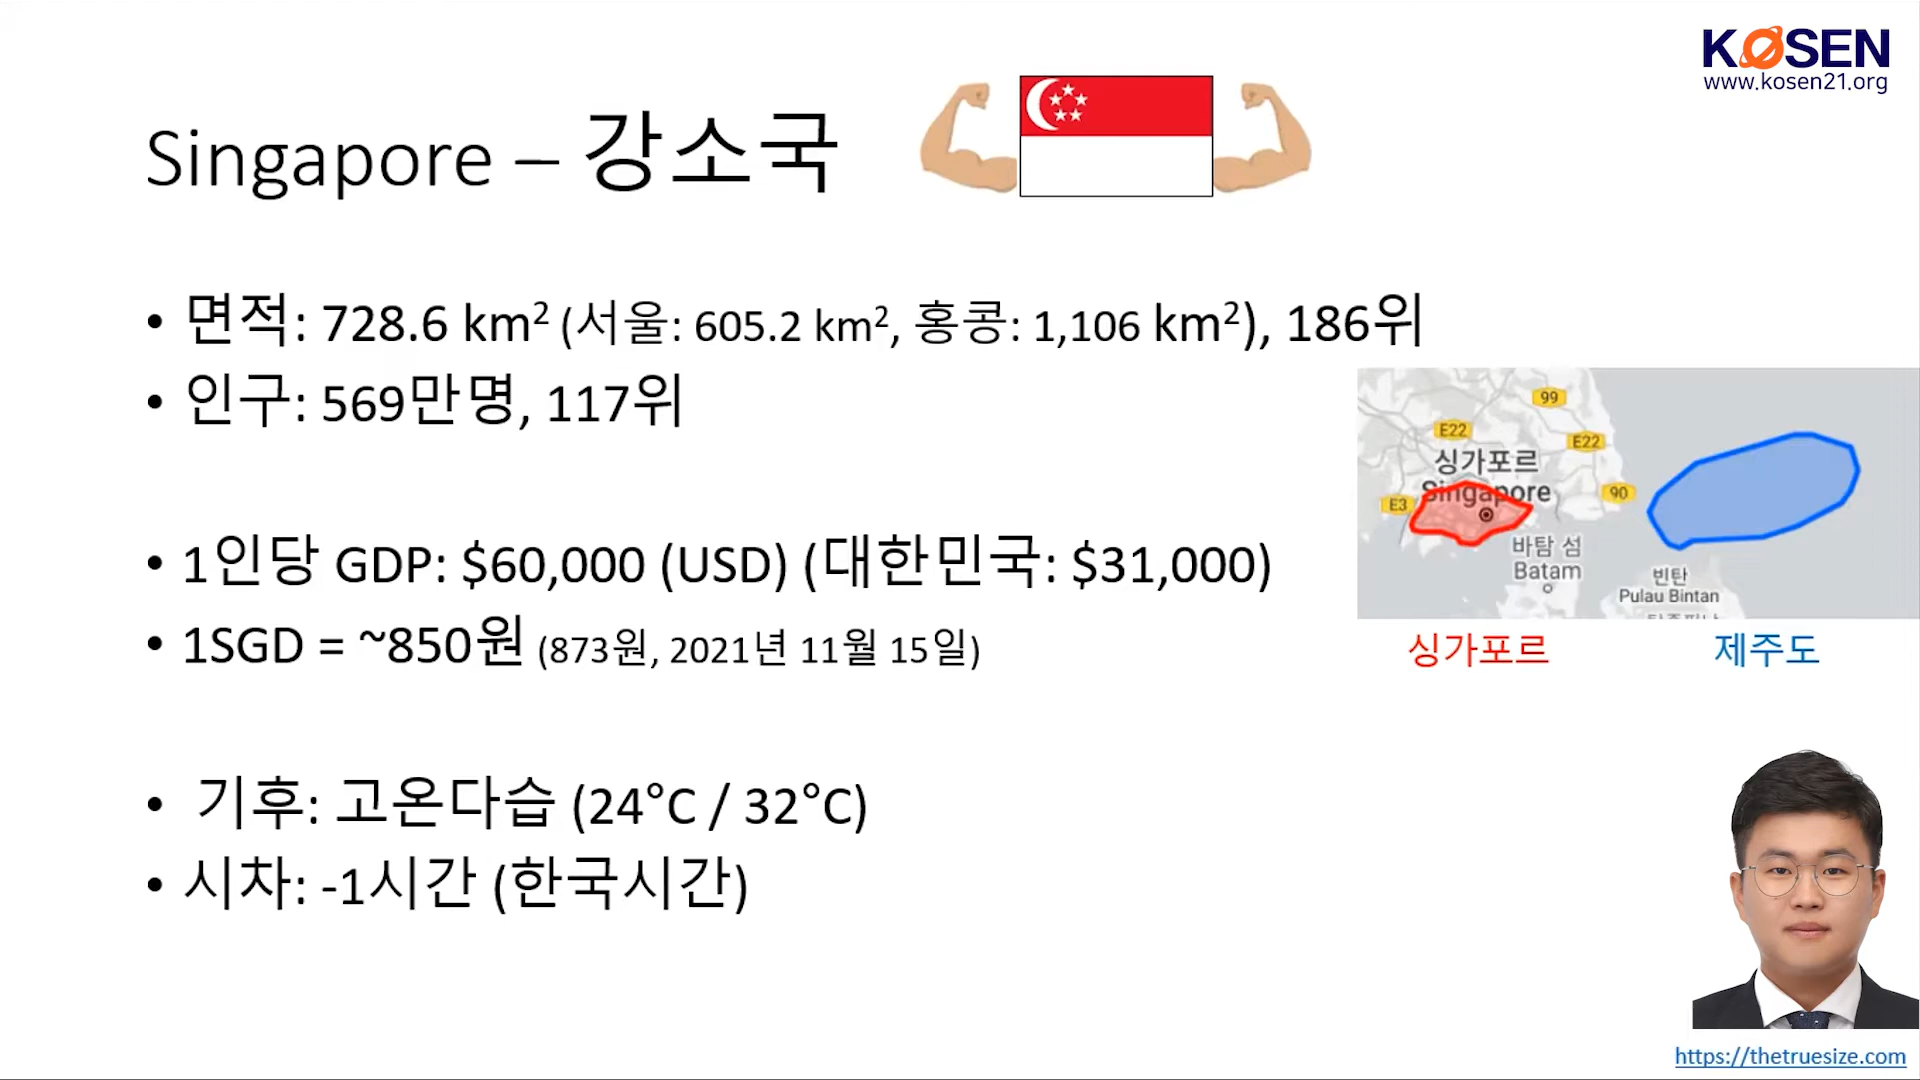 KOSEN
www.kosen21.org
Singapore – 강소국
• 면적: 728.6 km² (서울: 605.2 km², 홍콩: 1,106 km²), 186위
• 인구: 569만명, 117위
• 1인당 GDP: $60,000 (USD) (대한민국: $31,000)
• 1SGD = ~850원 (873원, 2021년 11월 15일)
• 기후: 고온다습 (24°C / 32°C)
• 시차: -1시간 (한국시간)
99
E22
E22
싱가포르
Singapore
E3
90
바탐 섬
Batam
빈탄
Pulau Bintan
싱가포르
제주도
https://thetruesize.com